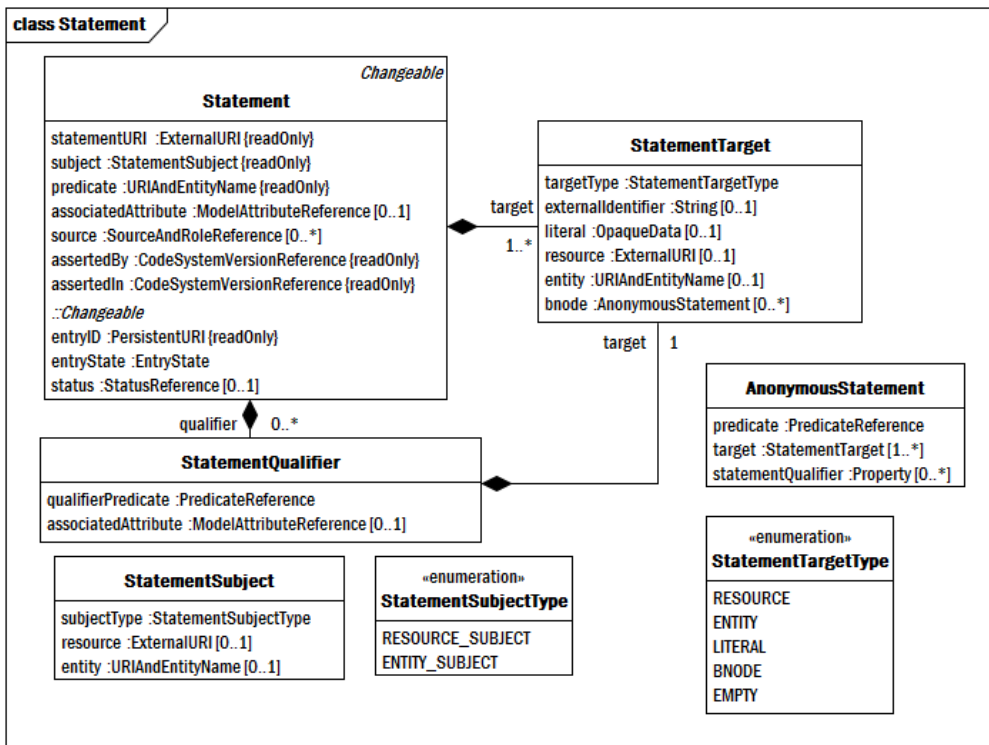 class Statement
Changeable
Statement
statementURI :ExternalURI {readOnly}
subject :StatementSubject {readOnly}
predicate :URIAndEntityName {readOnly}
associatedAttribute :ModelAttributeReference [0..1]
source :SourceAndRoleReference [0..*]
assertedBy :CodeSystemVersionReference {readOnly}
assertedIn :CodeSystemVersionReference {readOnly}
::Changeable
entryID :PersistentURI {readOnly}
entryState :EntryState
status :StatusReference [0..1]
target
1..*
StatementTarget
targetType :StatementTargetType
externalIdentifier :String [0..1]
literal :OpaqueData [0..1]
resource :ExternalURI [0..1]
entity :URIAndEntityName [0..1]
bnode :AnonymousStatement [0..*]
target 1
qualifier 0..*
StatementQualifier
qualifierPredicate :PredicateReference
associatedAttribute :ModelAttributeReference [0..1]
AnonymousStatement
predicate :PredicateReference
target :StatementTarget [1..*]
statementQualifier :Property [0..*]
StatementSubject
subjectType :StatementSubjectType
resource :ExternalURI [0..1]
entity :URIAndEntityName [0..1]
«enumeration»
StatementSubjectType
RESOURCE_SUBJECT
ENTITY_SUBJECT
«enumeration»
StatementTargetType
RESOURCE
ENTITY
LITERAL
BNODE
EMPTY